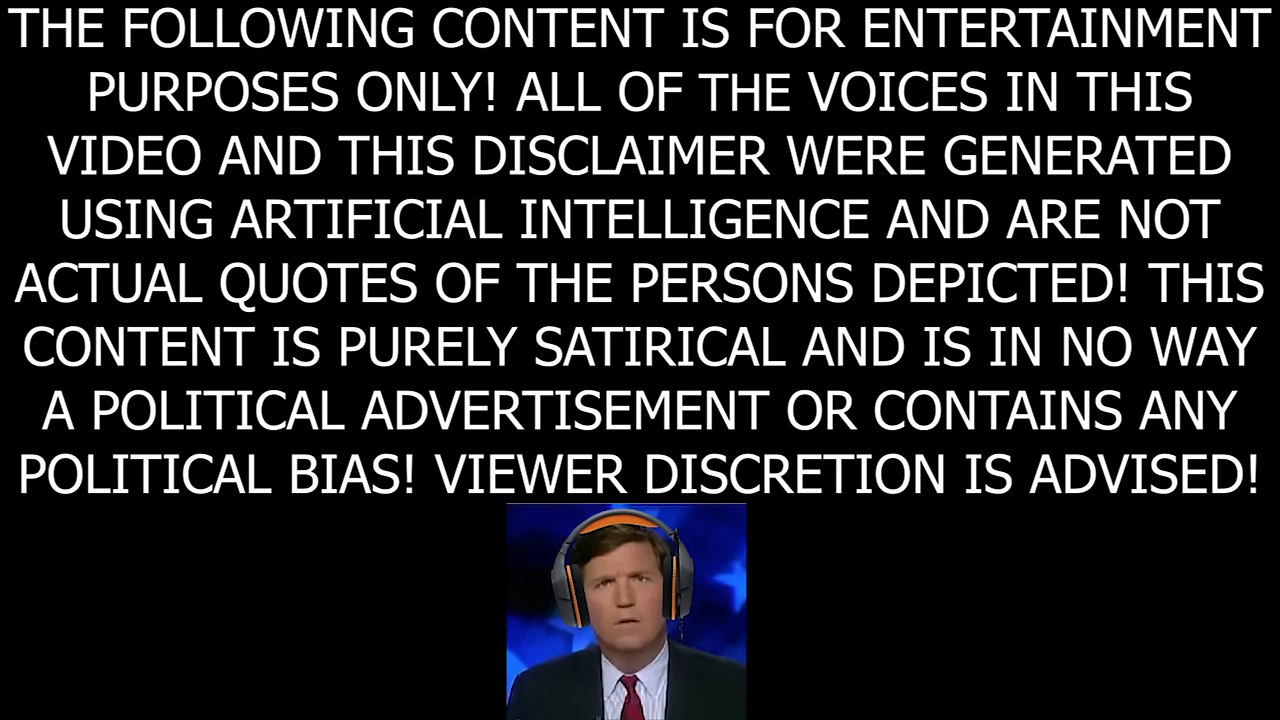 THE FOLLOWING CONTENT IS FOR ENTERTAINMENT
PURPOSES ONLY! ALL OF THE VOICES IN THIS
VIDEO AND THIS DISCLAIMER WERE GENERATED
USING ARTIFICIAL INTELLIGENCE AND ARE NOT
ACTUAL QUOTES OF THE PERSONS DEPICTED! THIS
CONTENT IS PURELY SATIRICAL AND IS IN NO WAY
A POLITICAL ADVERTISEMENT OR CONTAINS ANY
POLITICAL BIAS! VIEWER DISCRETION IS ADVISED!